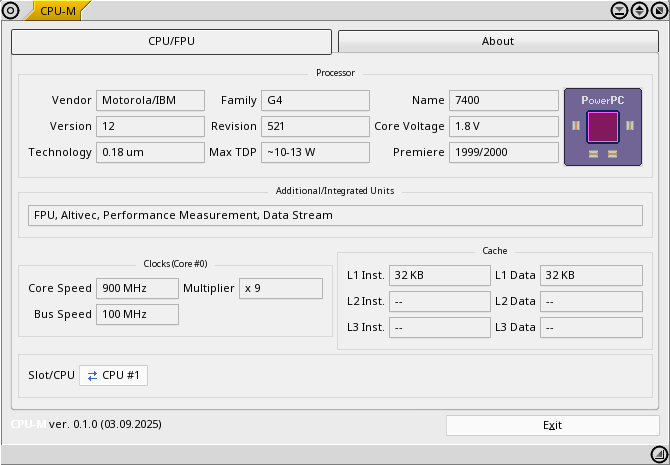 CPU-M
CPU/FPU
About
Processor
Vendor Motorola/IBM Family G4 Name 7400
Version 12 Revision 521 Core Voltage 1.8 V
Technology 0.18 um Max TDP ~10-13 W Premiere 1999/2000
PowerPC
Additional/Integrated Units
FPU, Altivec, Performance Measurement, Data Stream
Clocks (Core #0)
Core Speed 900 MHz Multiplier x 9
Bus Speed 100 MHz
Cache
L1 Inst. 32 KB L1 Data 32 KB
L2 Inst. -- L2 Data --
L3 Inst. -- L3 Data --
Slot/CPU CPU #1
CPU-M ver. 0.1.0 (03.09.2025)
Exit